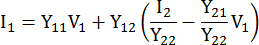 I₁ = Y₁₁V₁ + Y₁₂ (I₂/Y₂₂ − Y₂₁/Y₂₂ V₁)